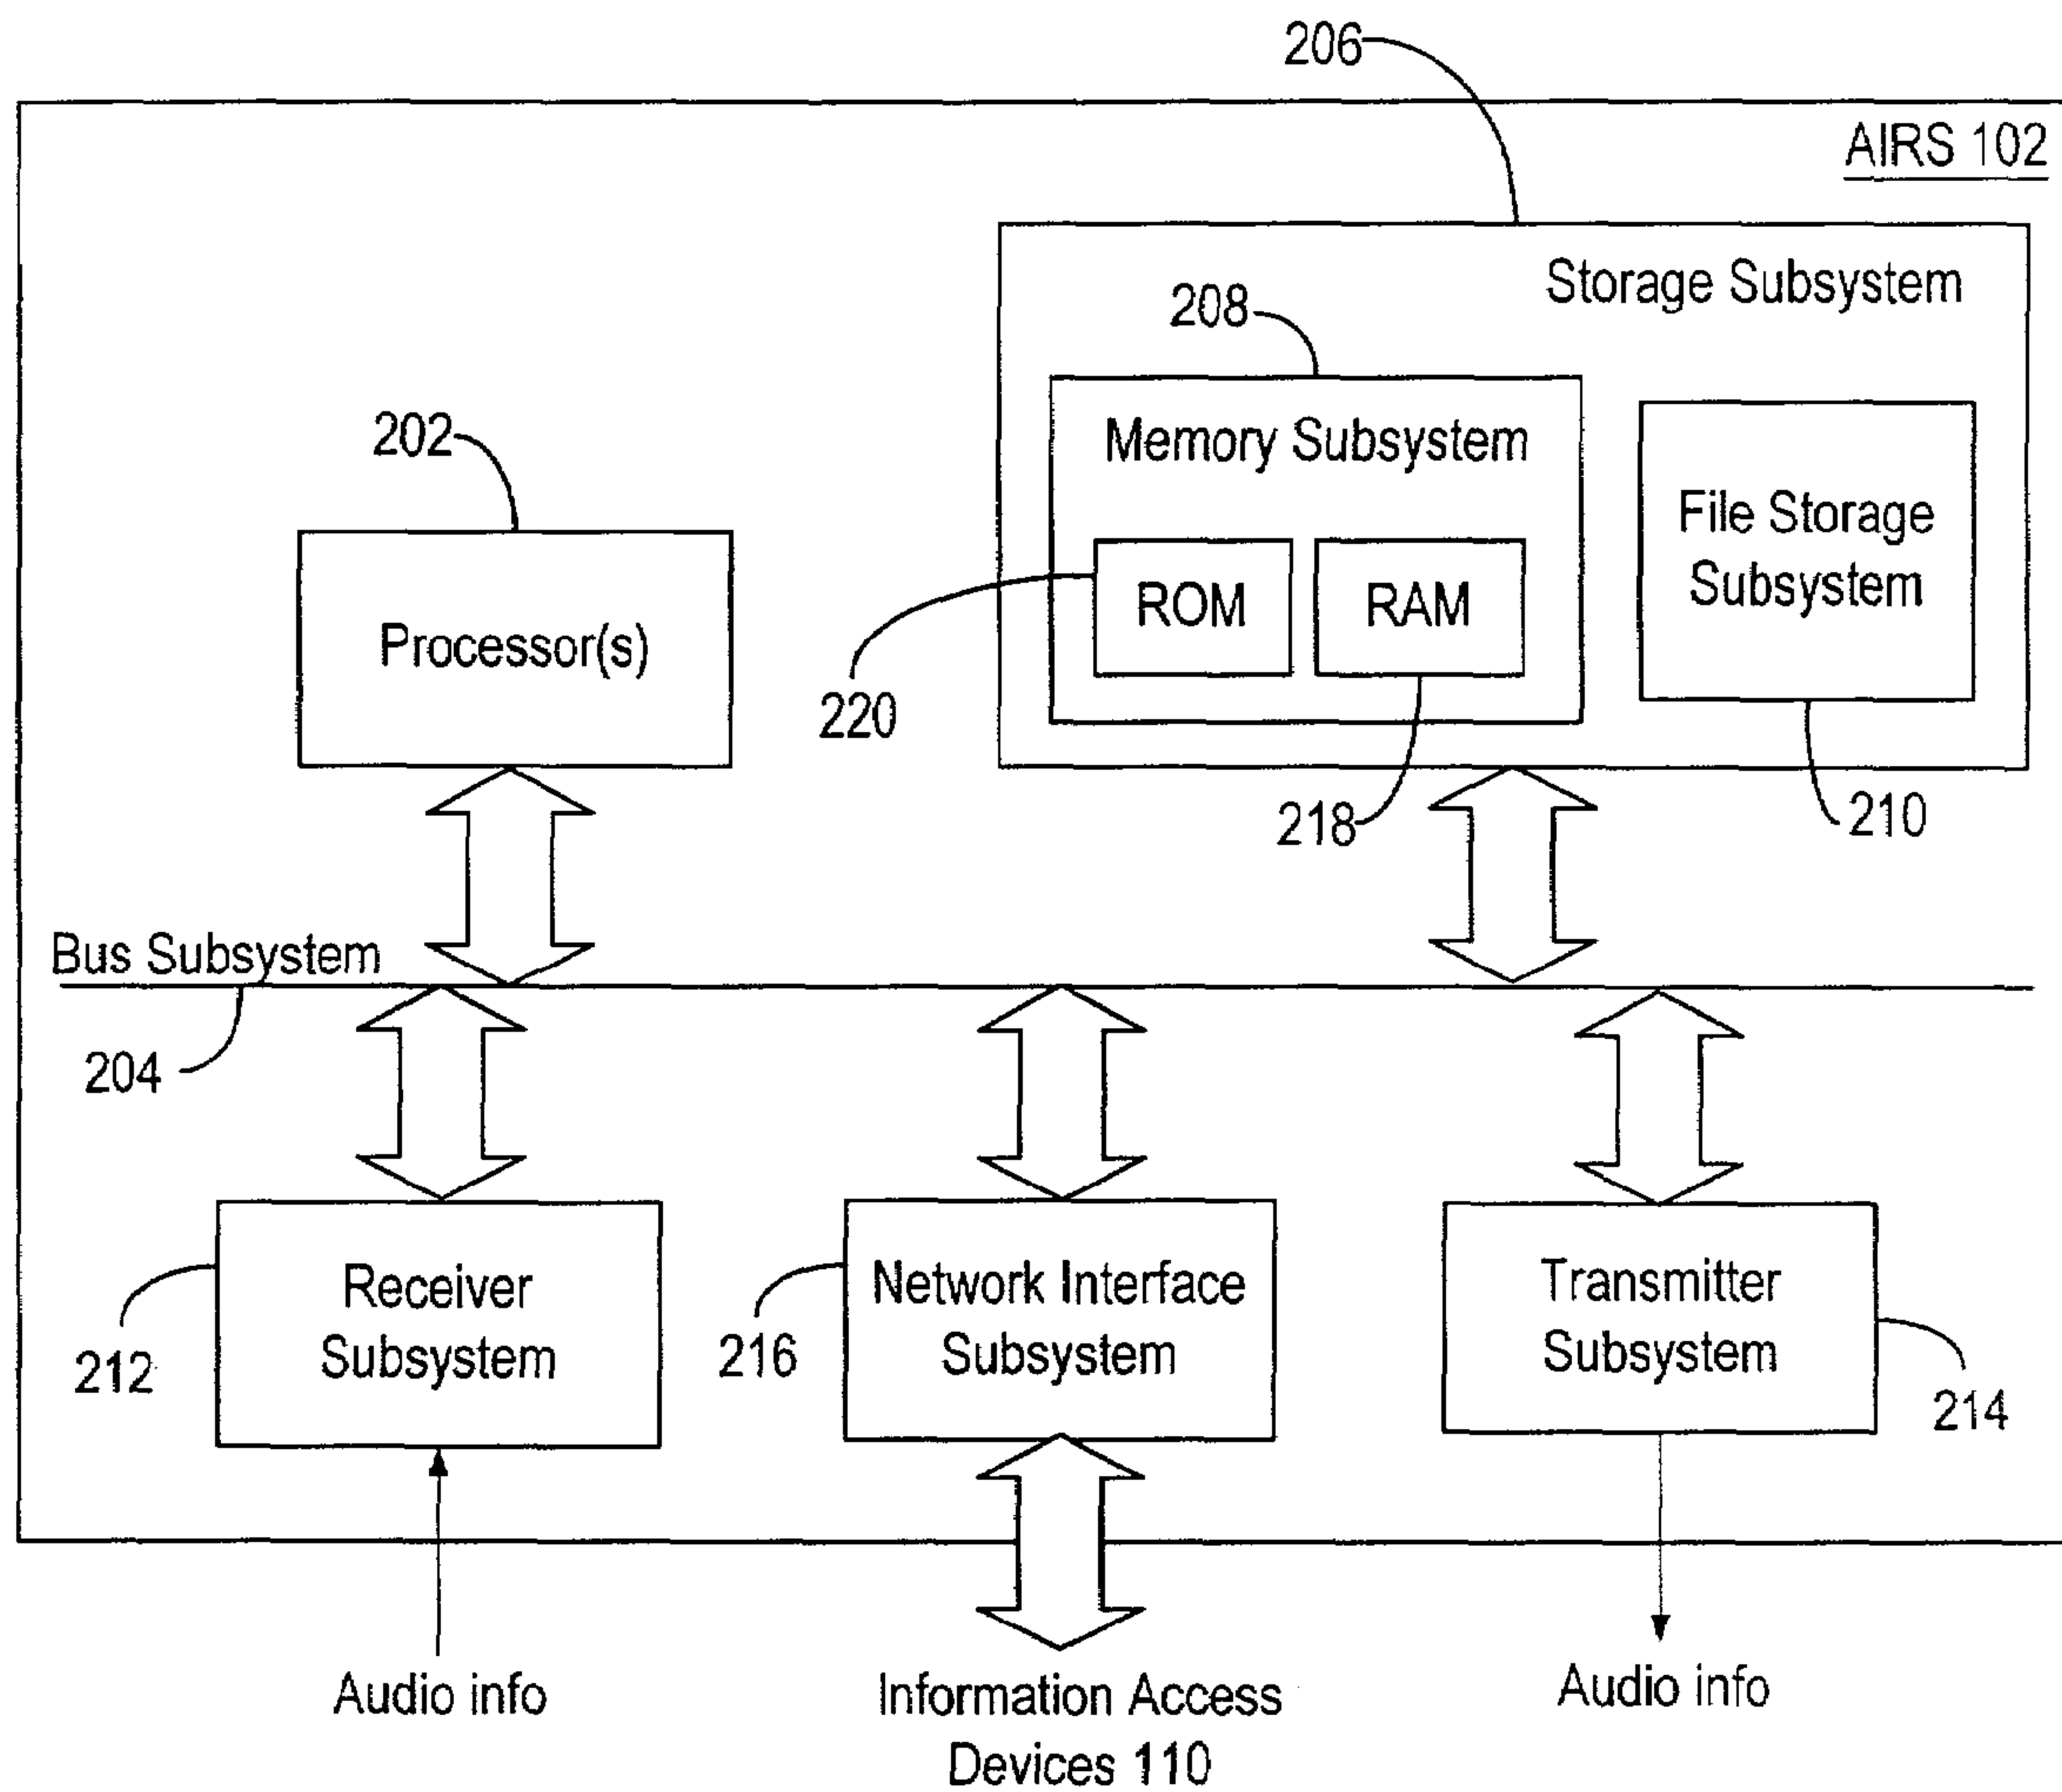 206
AIRS 102
Storage Subsystem
208
Memory Subsystem
202
File Storage
Subsystem
ROM
RAM
Processor(s)
220
218
210
Bus Subsystem
204
Receiver
Subsystem
212
Network Interface
Subsystem
216
Transmitter
Subsystem
214
Audio info
Information Access
Devices 110
Audio info